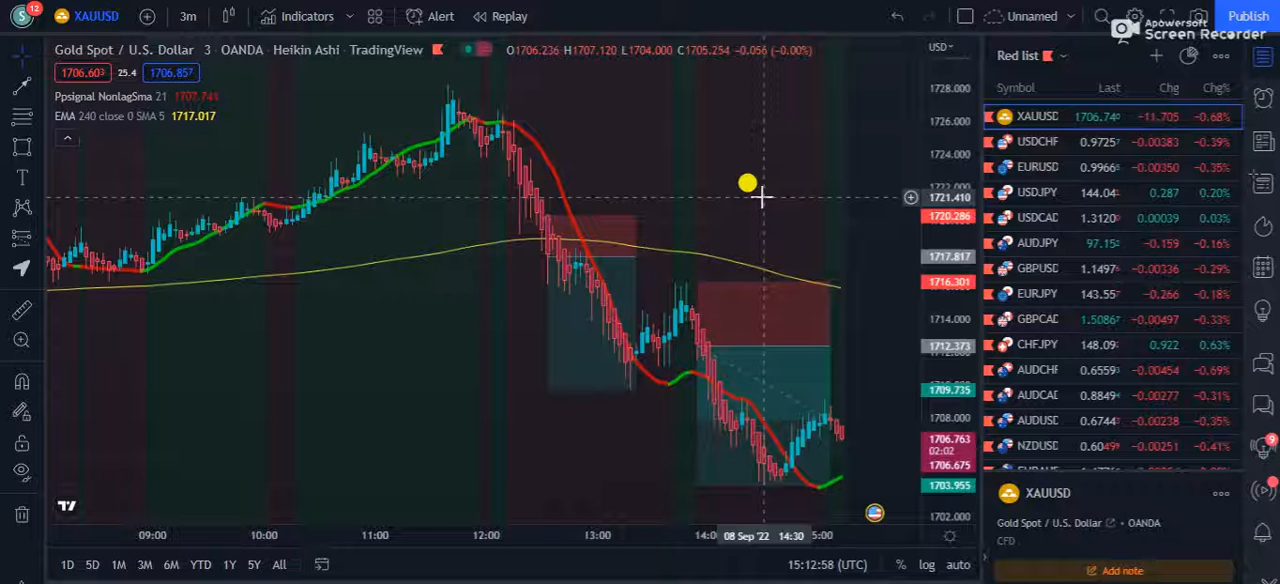 S 12 XAUUSD 3m Indicators Alert Replay Unnamed Publish
Apowersoft
Screen Recorder
Gold Spot / U.S. Dollar · 3 · OANDA · Heikin Ashi · TradingView O1706.236 H1707.120 L1704.000 C1705.254 -0.056 (-0.00%)
1706.603 25.4 1706.857
Ppsignal NonlagSma 21 1707.744
EMA 240 close 0 SMA 5 1717.017
USD
1728.000
1726.000
1724.000
1722.000
1721.410
1720.286
1717.817
1716.301
1714.000
1712.373
1709.735
1708.000
1706.763
02:02
1706.675
1703.955
1702.000
09:00 10:00 11:00 12:00 13:00 14:0 08 Sep '22 14:30 5:00
1D 5D 1M 3M 6M YTD 1Y 5Y All 15:12:58 (UTC) % log auto
Red list
Symbol Last Chg Chg%
XAUUSD 1706.740 -11.705 -0.68%
USDCHF 0.9725 -0.00383 -0.39%
EURUSD 0.9966 -0.00350 -0.35%
USDJPY 144.04 0.287 0.20%
USDCAD 1.3120 0.00039 0.03%
AUDJPY 97.15 -0.159 -0.16%
GBPUSD 1.1497 -0.00336 -0.29%
EURJPY 143.55 -0.266 -0.18%
GBPCAD 1.5086 -0.00497 -0.33%
CHFJPY 148.09 0.922 0.63%
AUDCHF 0.6559 -0.00454 -0.69%
AUDCAD 0.8849 -0.00277 -0.31%
AUDUSD 0.6744 -0.00238 -0.35%
NZDUSD 0.6049 -0.00251 -0.41%
9
XAUUSD
Gold Spot / U.S. Dollar · OANDA
CFD
Add note